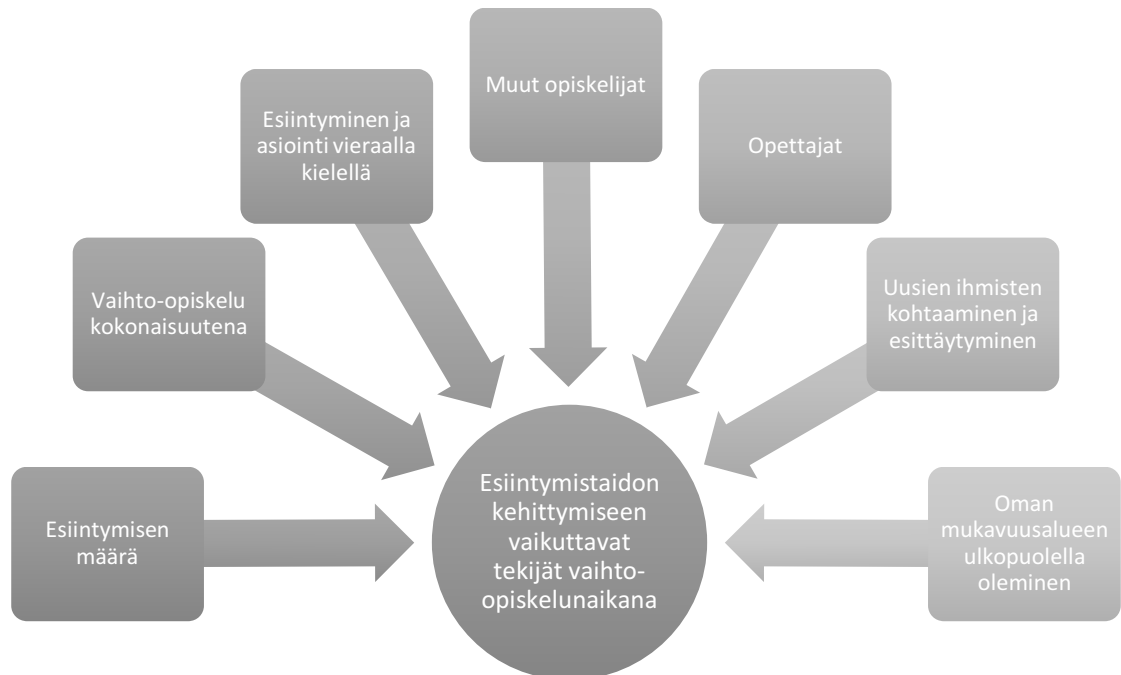 Muut opiskelijat
Esiintyminen ja
asiointi vieraalla
kielellä
Opettajat
Vaihto-opiskelu
kokonaisuutena
Uusien ihmisten
kohtaaminen ja
esittäytyminen
Esiintymisen
määrä
Esiintymistaidon
kehittymiseen
vaikuttavat
tekijät vaihto-
opiskelunaikana
Oman
mukavuusalueen
ulkopuolella
oleminen